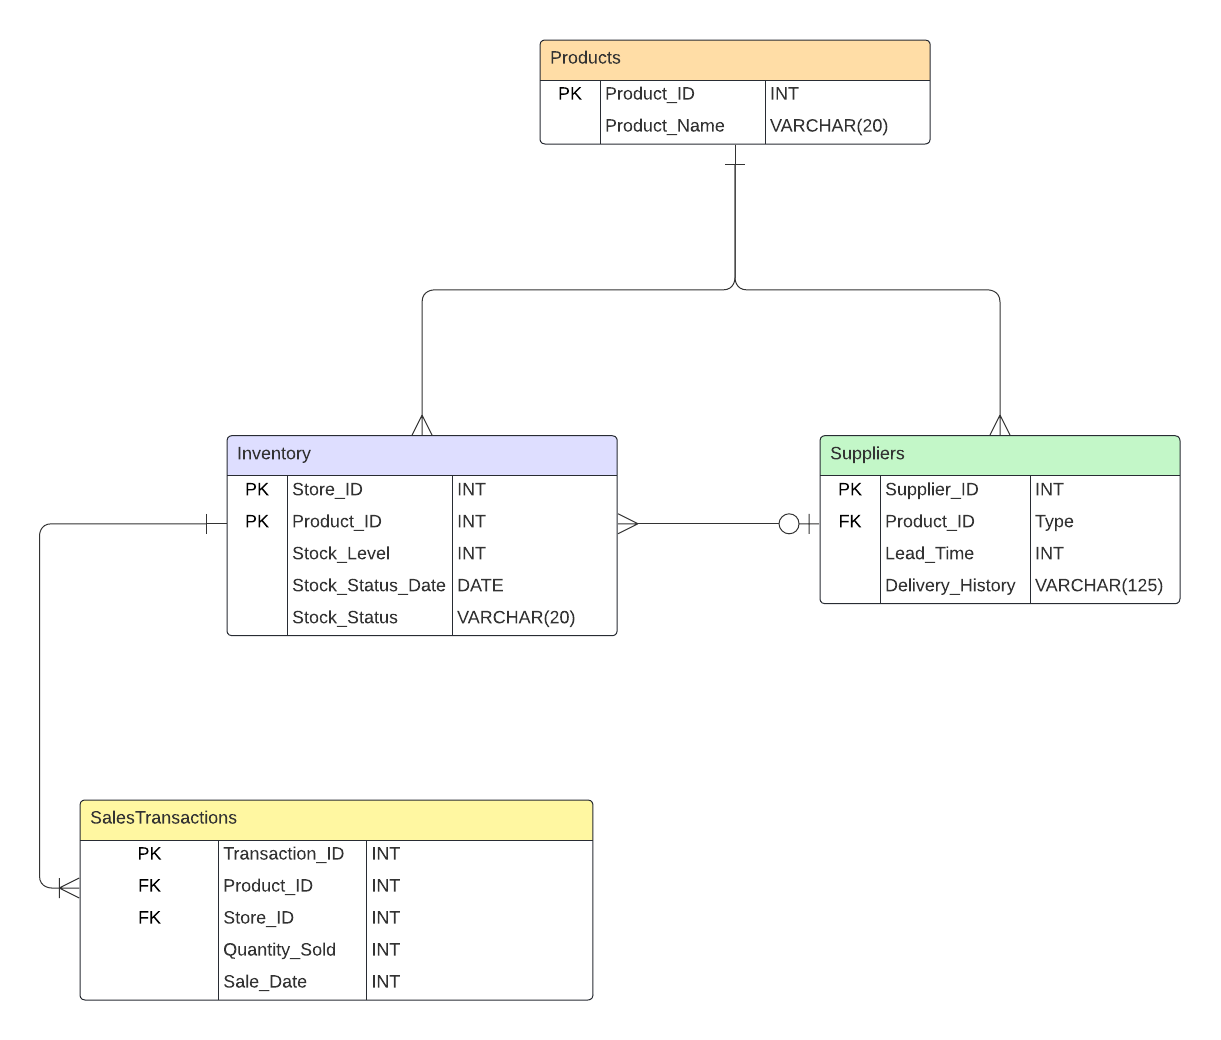 Products
PK Product_ID INT
Product_Name VARCHAR(20)
Inventory
PK Store_ID INT
PK Product_ID INT
Stock_Level INT
Stock_Status_Date DATE
Stock_Status VARCHAR(20)
Suppliers
PK Supplier_ID INT
FK Product_ID Type
Lead_Time INT
Delivery_History VARCHAR(125)
SalesTransactions
PK Transaction_ID INT
FK Product_ID INT
FK Store_ID INT
Quantity_Sold INT
Sale_Date INT